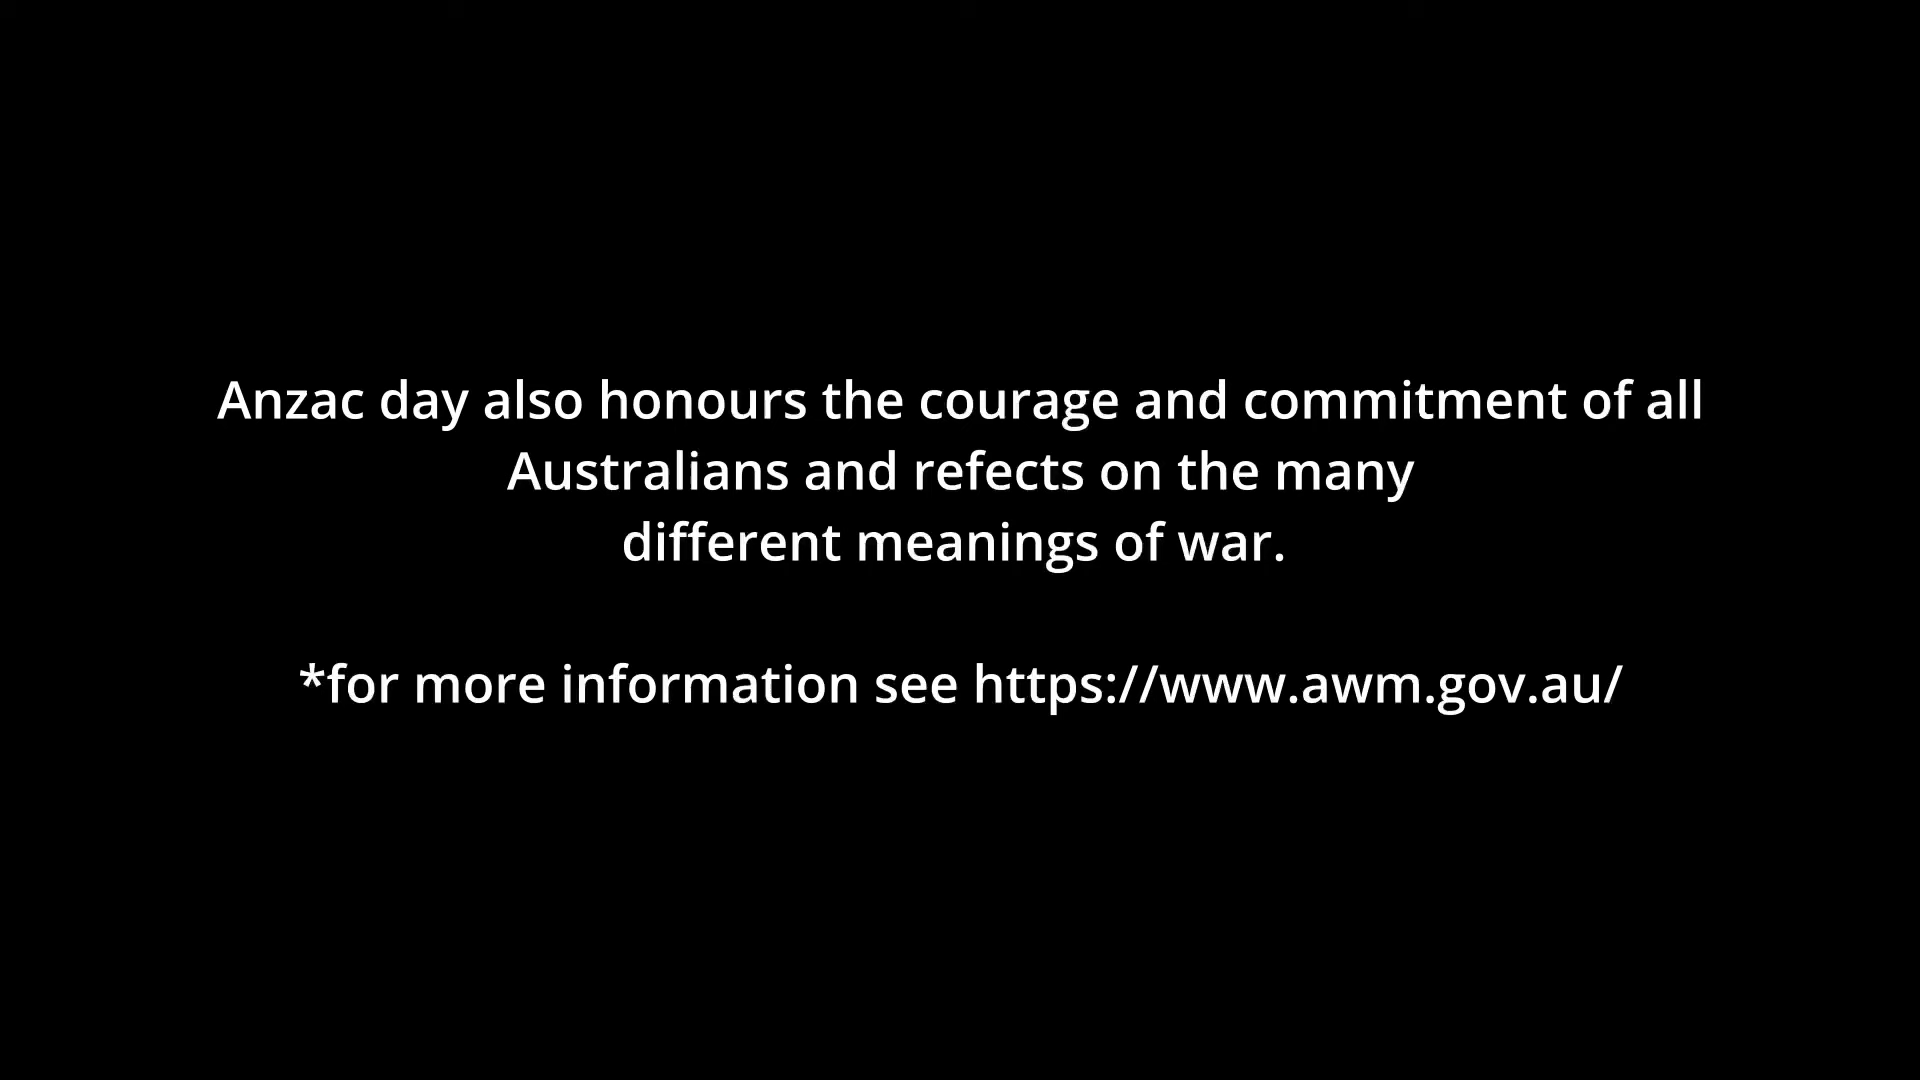 Anzac day also honours the courage and commitment of all
Australians and refects on the many
different meanings of war.
*for more information see https://www.awm.gov.au/